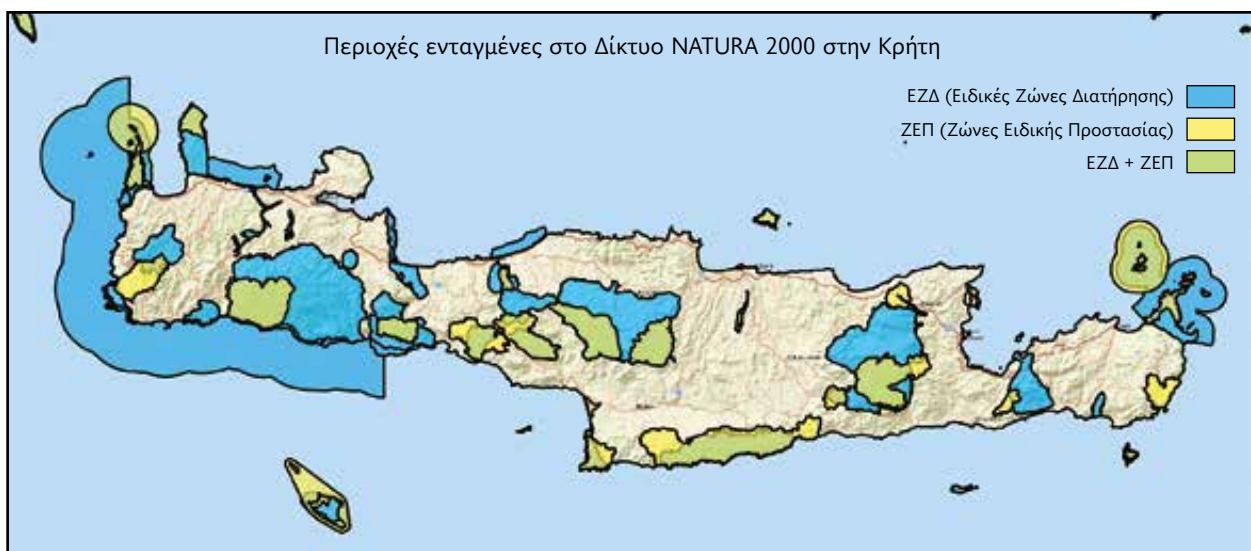 Περιοχές ενταγμένες στο Δίκτυο NATURA 2000 στην Κρήτη
ΕΖΔ (Ειδικές Ζώνες Διατήρησης)
ΖΕΠ (Ζώνες Ειδικής Προστασίας)
ΕΖΔ + ΖΕΠ